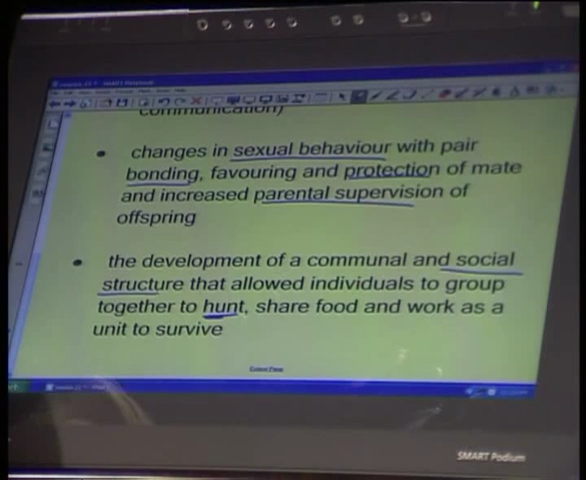 communication)
• changes in sexual behaviour with pair
bonding, favouring and protection of mate
and increased parental supervision of
offspring
• the development of a communal and social
structure that allowed individuals to group
together to hunt, share food and work as a
unit to survive
SMART Podium